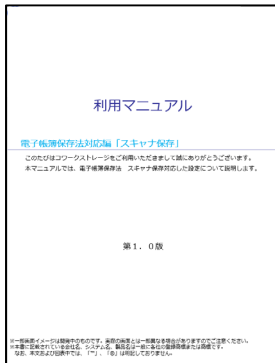 利用マニュアル
電子帳簿保存法対応編「スキャナ保存」
このたびはコワークストレージをご利用いただきまして誠にありがとうございます。
本マニュアルでは、電子帳簿保存法 スキャナ保存対応した設定について説明します。
第1.0版
※一部画面イメージは開発中のものです。実際の画面とは一部異なる場合がありますのでご注意ください。
※本書に記載されている会社名、システム名、製品名は一般に各社の登録商標または商標です。
なお、本文および図表中では、「™」、「®」は明記しておりません。